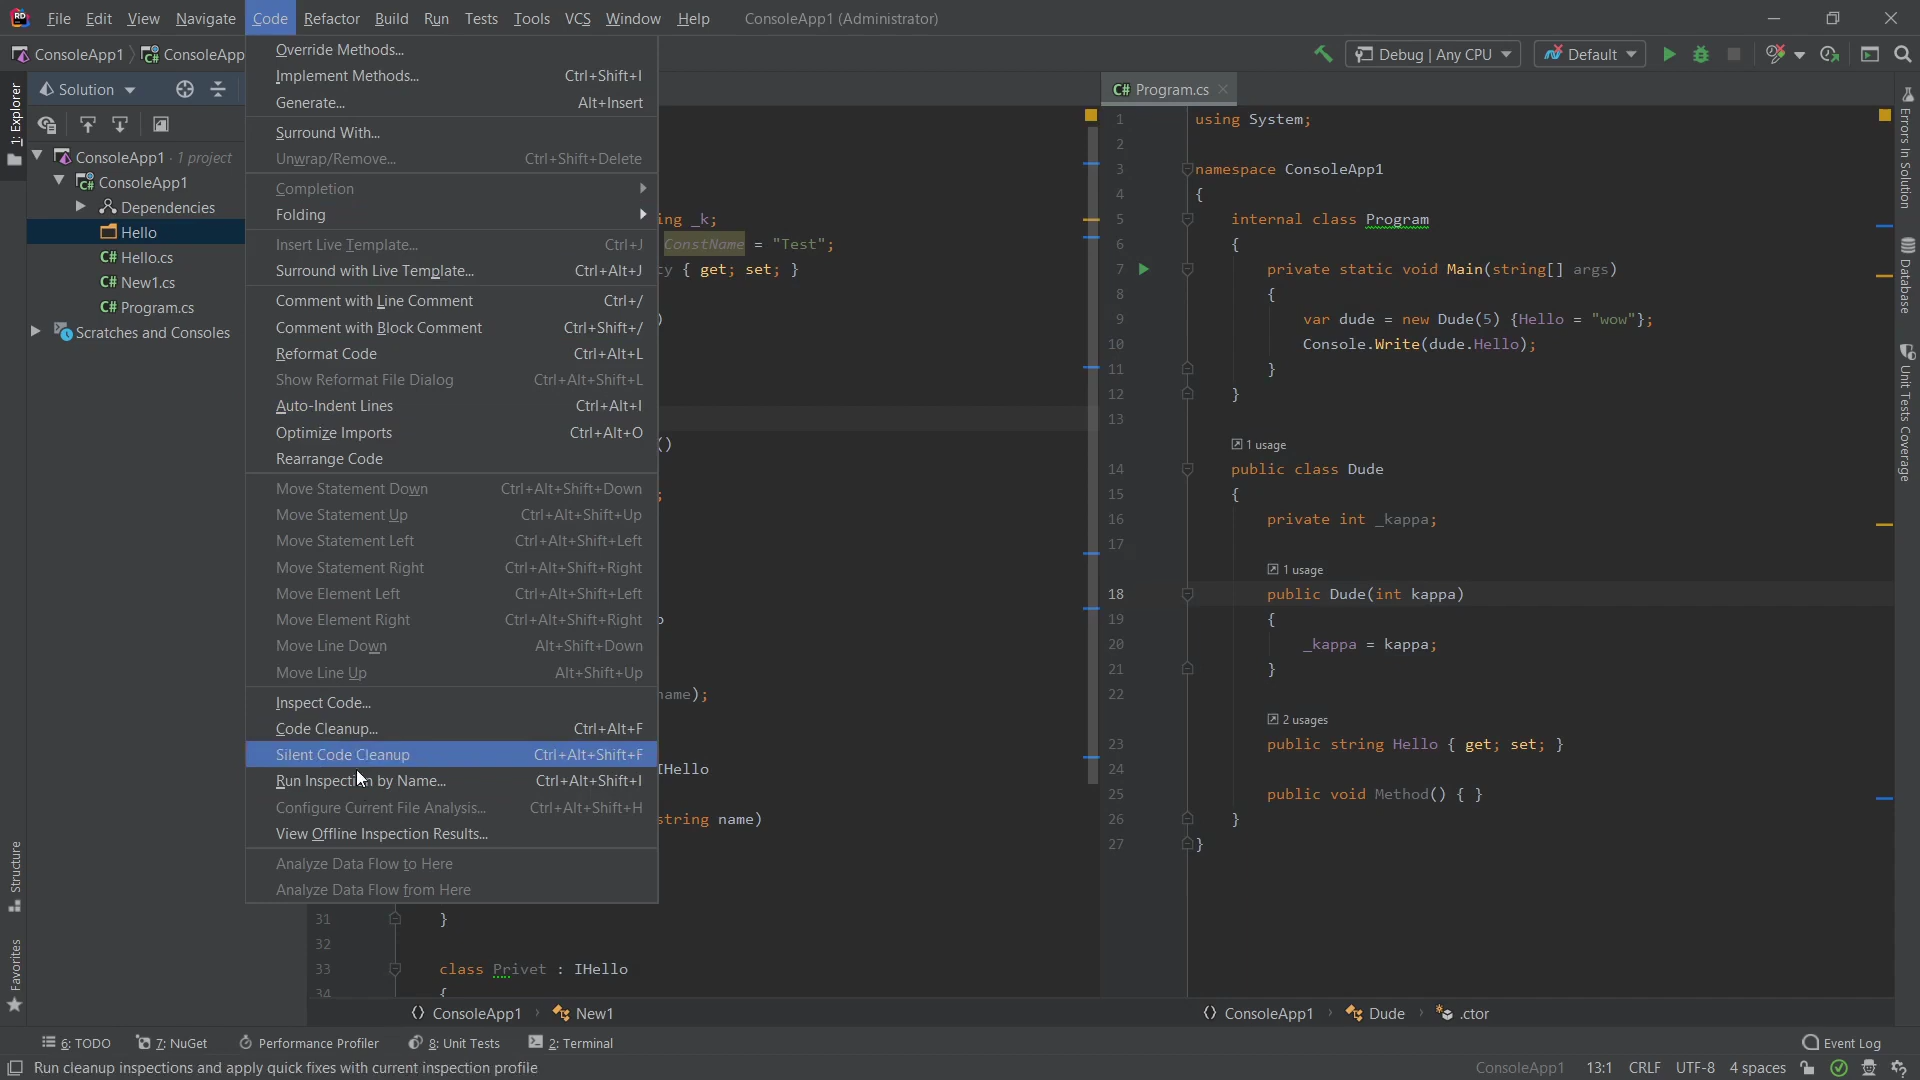 File Edit View Navigate Code Refactor Build Run Tests Tools VCS Window Help ConsoleApp1 (Administrator)
ConsoleApp1 ConsoleApp
Debug | Any CPU
Default
Solution
ConsoleApp1 · 1 project
ConsoleApp1
Dependencies
Hello
Hello.cs
New1.cs
Program.cs
Scratches and Consoles
1: Explorer
Structure
Favorites
Override Methods...
Implement Methods... Ctrl+Shift+I
Generate... Alt+Insert
Surround With...
Unwrap/Remove... Ctrl+Shift+Delete
Completion
Folding
Insert Live Template... Ctrl+J
Surround with Live Template... Ctrl+Alt+J
Comment with Line Comment Ctrl+/
Comment with Block Comment Ctrl+Shift+/
Reformat Code Ctrl+Alt+L
Show Reformat File Dialog Ctrl+Alt+Shift+L
Auto-Indent Lines Ctrl+Alt+I
Optimize Imports Ctrl+Alt+O
Rearrange Code
Move Statement Down Ctrl+Alt+Shift+Down
Move Statement Up Ctrl+Alt+Shift+Up
Move Statement Left Ctrl+Alt+Shift+Left
Move Statement Right Ctrl+Alt+Shift+Right
Move Element Left Ctrl+Alt+Shift+Left
Move Element Right Ctrl+Alt+Shift+Right
Move Line Down Alt+Shift+Down
Move Line Up Alt+Shift+Up
Inspect Code...
Code Cleanup... Ctrl+Alt+F
Silent Code Cleanup Ctrl+Alt+Shift+F
Run Inspection by Name... Ctrl+Alt+Shift+I
Configure Current File Analysis... Ctrl+Alt+Shift+H
View Offline Inspection Results...
Analyze Data Flow to Here
Analyze Data Flow from Here
ing _k;
ConstName = "Test";
ty { get; set; }
)
()
;
o
name);
IHello
string name)
31 }
32
33 class Privet : IHello
34 {
ConsoleApp1 › New1
C# Program.cs
1 using System;
2
3 namespace ConsoleApp1
4 {
5 internal class Program
6 {
7 private static void Main(string[] args)
8 {
9 var dude = new Dude(5) {Hello = "wow"};
10 Console.Write(dude.Hello);
11 }
12 }
13
1 usage
14 public class Dude
15 {
16 private int _kappa;
17
1 usage
18 public Dude(int kappa)
19 {
20 _kappa = kappa;
21 }
22
2 usages
23 public string Hello { get; set; }
24
25 public void Method() { }
26 }
27 }
ConsoleApp1 › Dude › .ctor
Errors In Solution
Database
Unit Tests Coverage
6: TODO 7: NuGet Performance Profiler 8: Unit Tests 2: Terminal Event Log
Run cleanup inspections and apply quick fixes with current inspection profile ConsoleApp1 13:1 CRLF UTF-8 4 spaces